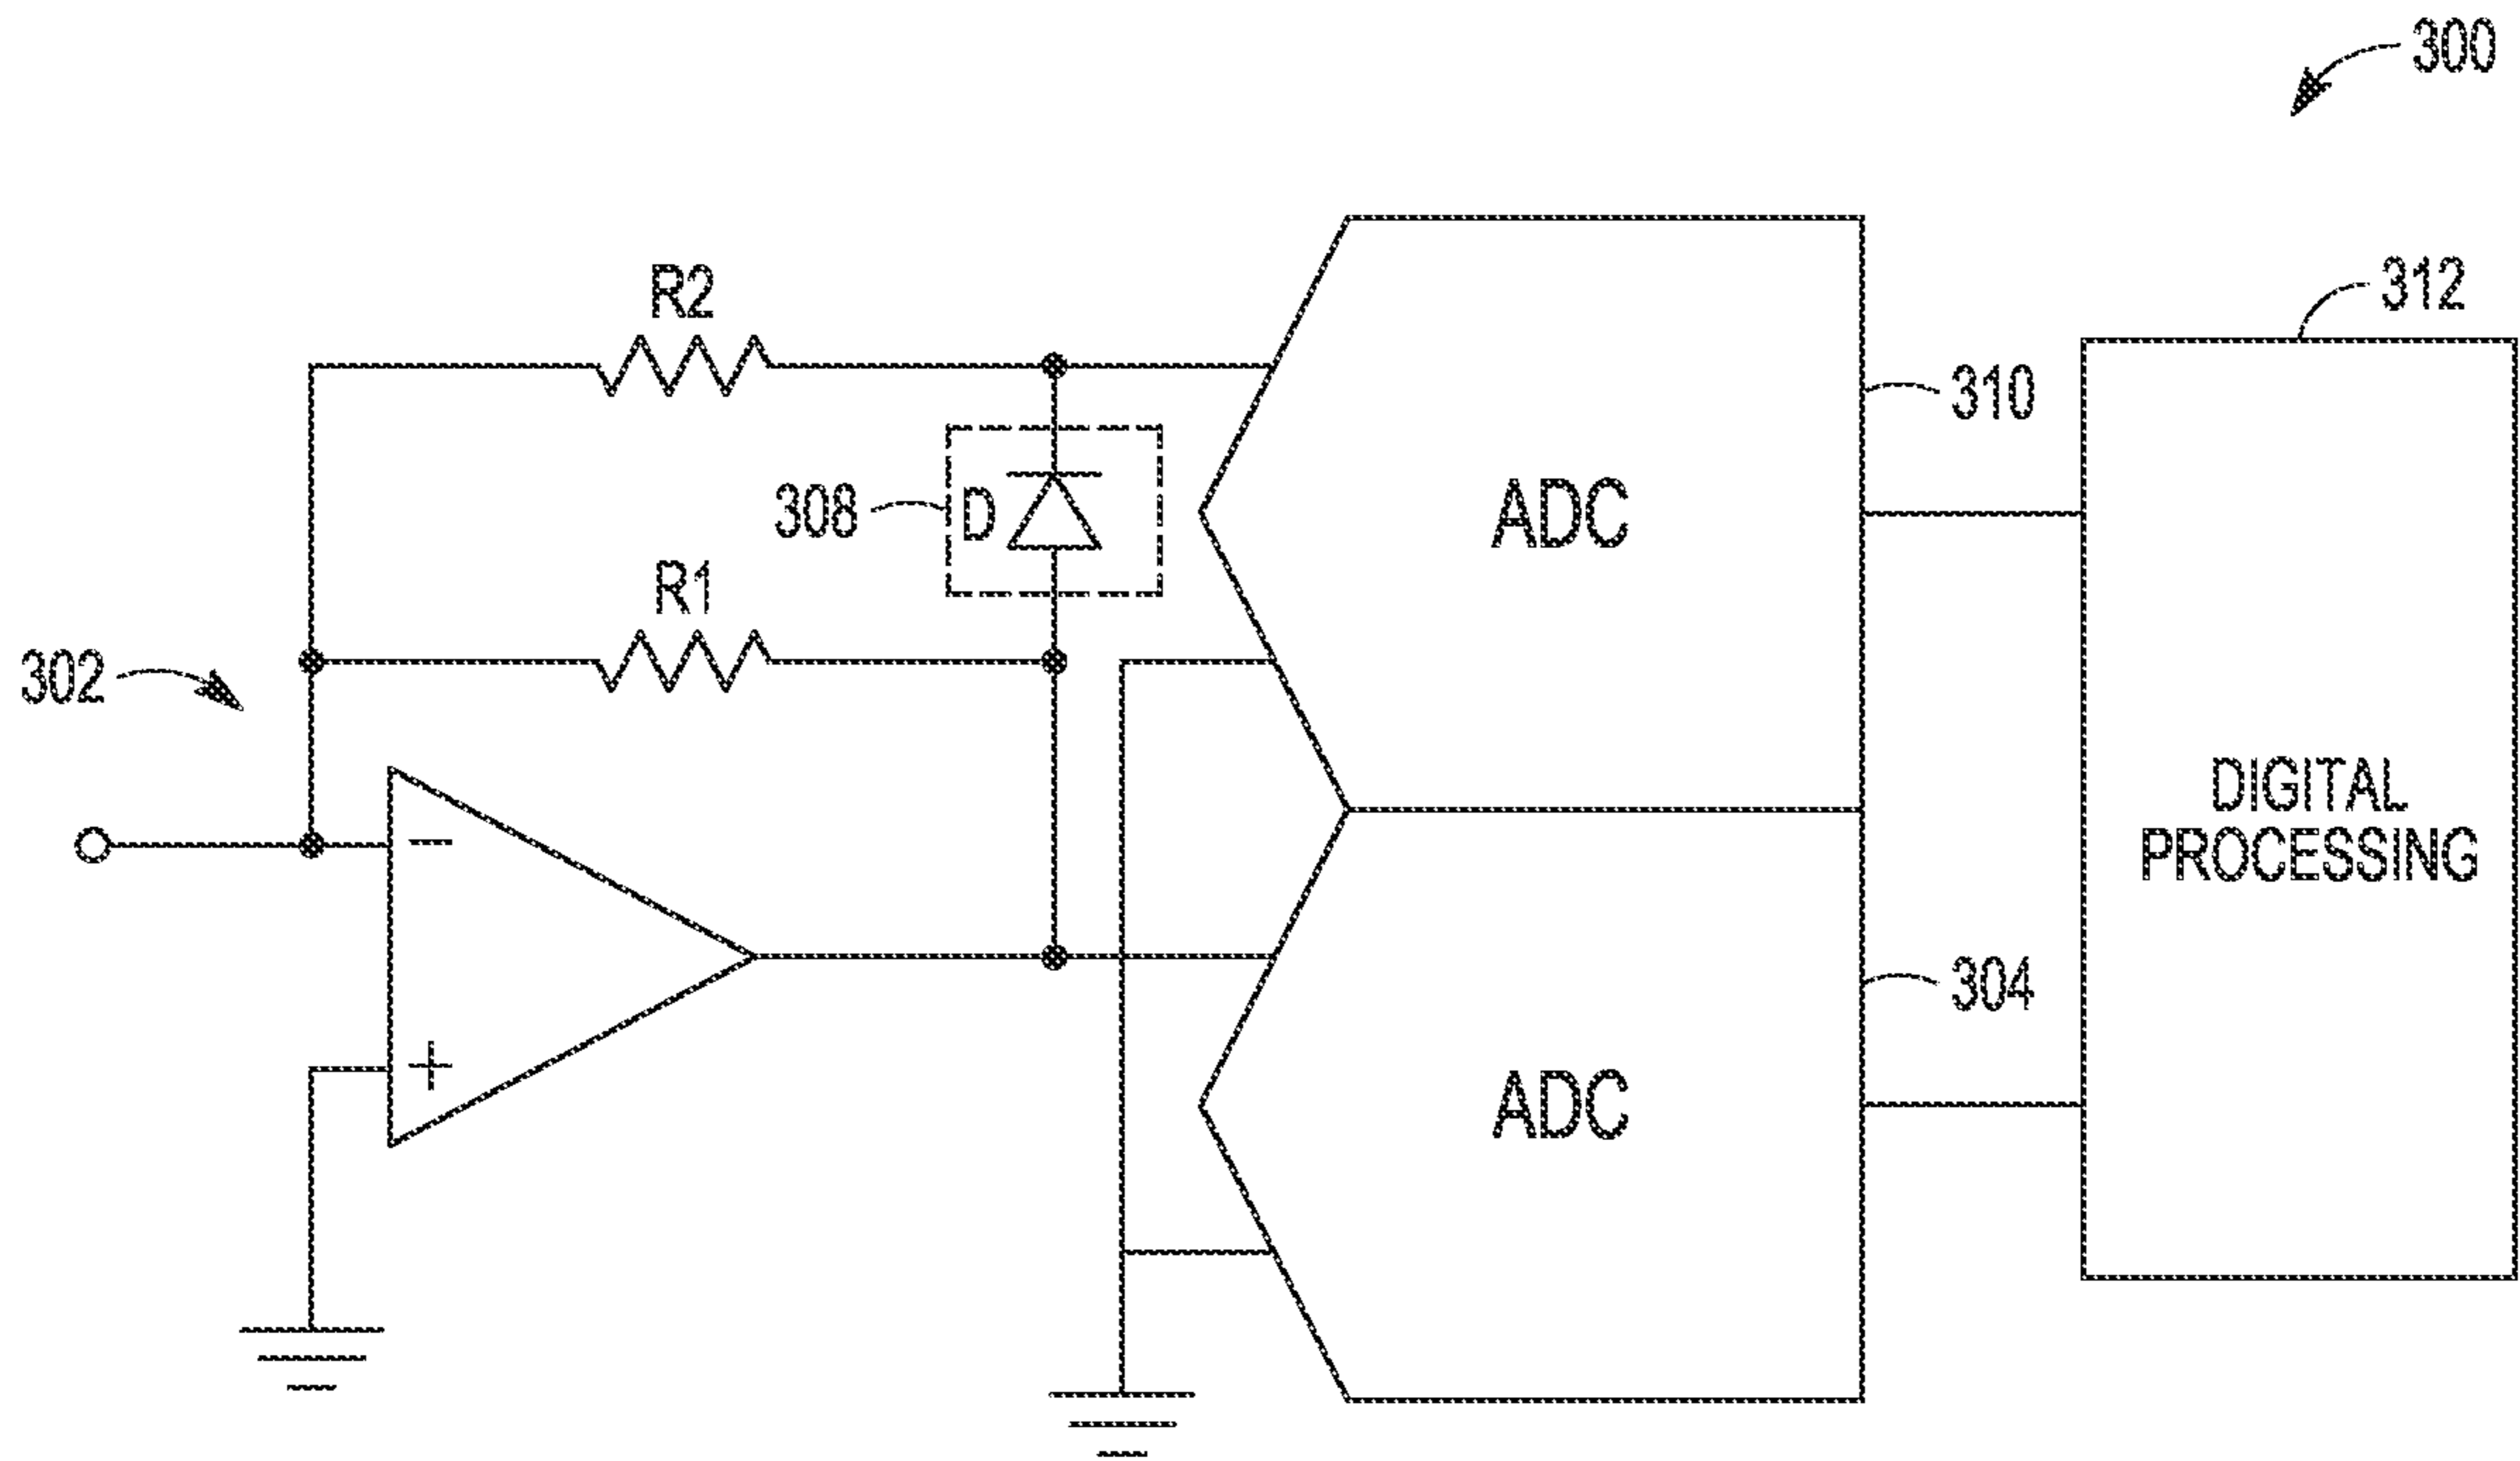 300
R2
312
310
308
D
ADC
R1
302
DIGITAL
PROCESSING
−
304
+
ADC